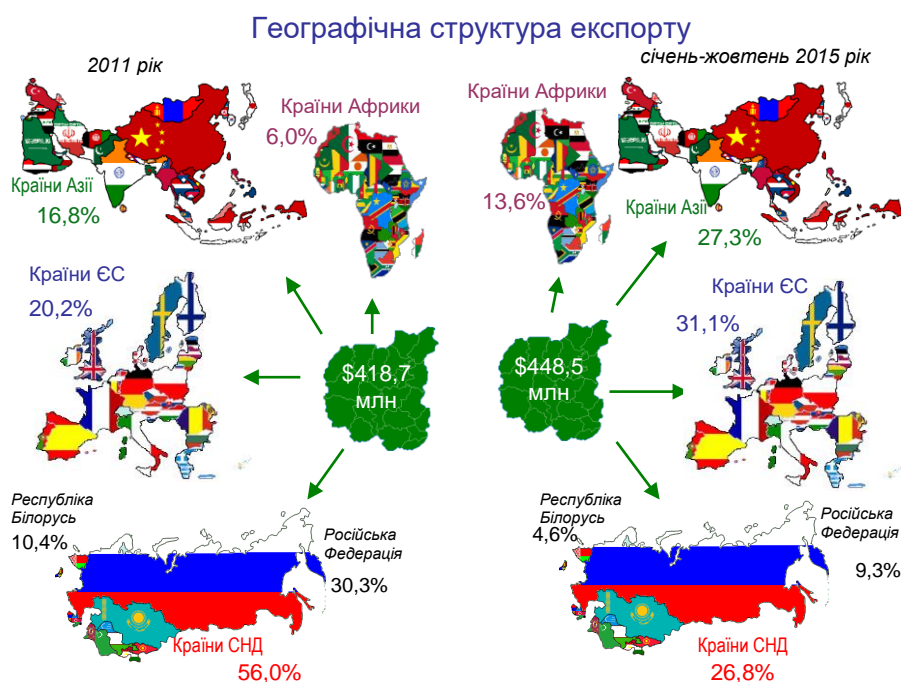 Географічна структура експорту
2011 рік
Країни Африки
6,0%
Країни Азії
16,8%
Країни ЄС
20,2%
$418,7
млн
Республіка
Білорусь
10,4%
Російська
Федерація
30,3%
Країни СНД
56,0%
січень-жовтень 2015 рік
Країни Африки
13,6%
Країни Азії
27,3%
Країни ЄС
31,1%
$448,5
млн
Республіка
Білорусь
4,6%
Російська
Федерація
9,3%
Країни СНД
26,8%